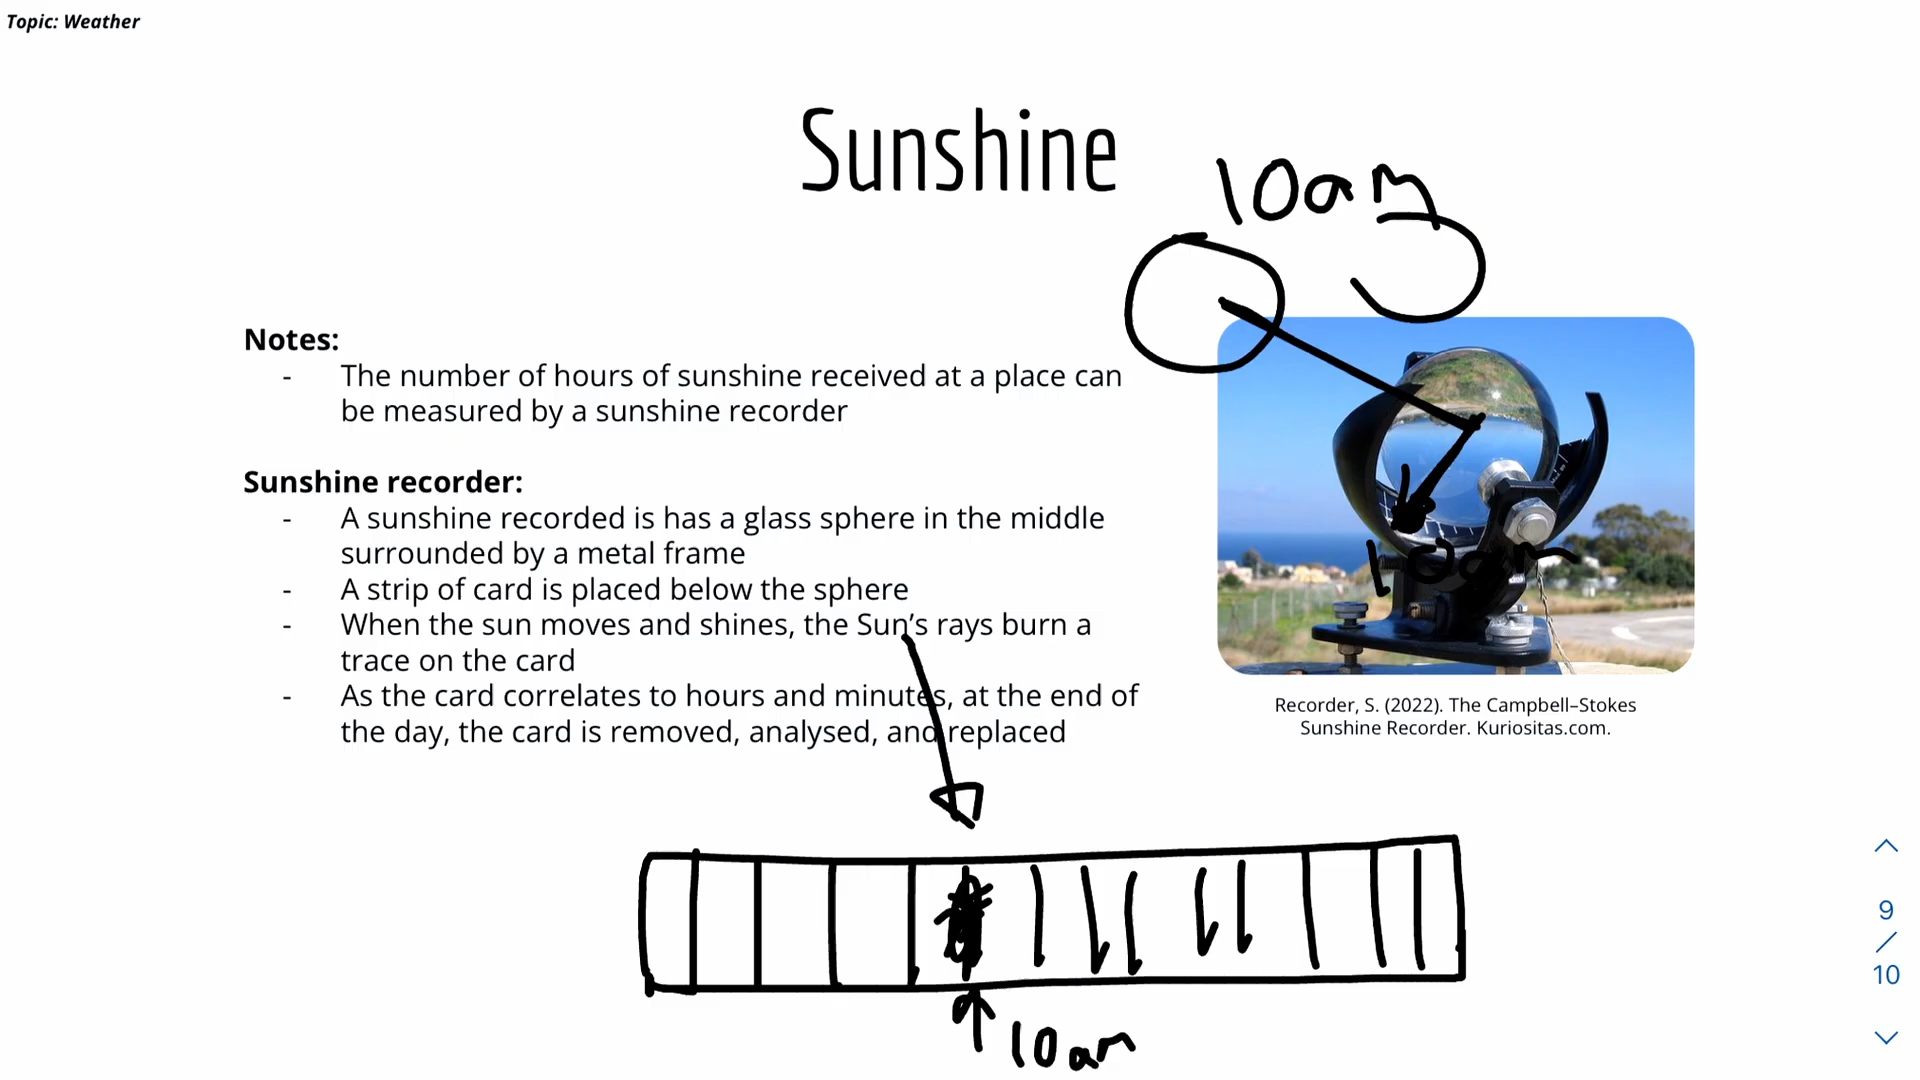 Topic: Weather
Sunshine
10am
Notes:
- The number of hours of sunshine received at a place can
be measured by a sunshine recorder
Sunshine recorder:
- A sunshine recorded is has a glass sphere in the middle
surrounded by a metal frame
- A strip of card is placed below the sphere
- When the sun moves and shines, the Sun's rays burn a
trace on the card
- As the card correlates to hours and minutes, at the end of
the day, the card is removed, analysed, and replaced
10am
Recorder, S. (2022). The Campbell–Stokes
Sunshine Recorder. Kuriositas.com.
10am
9
/
10